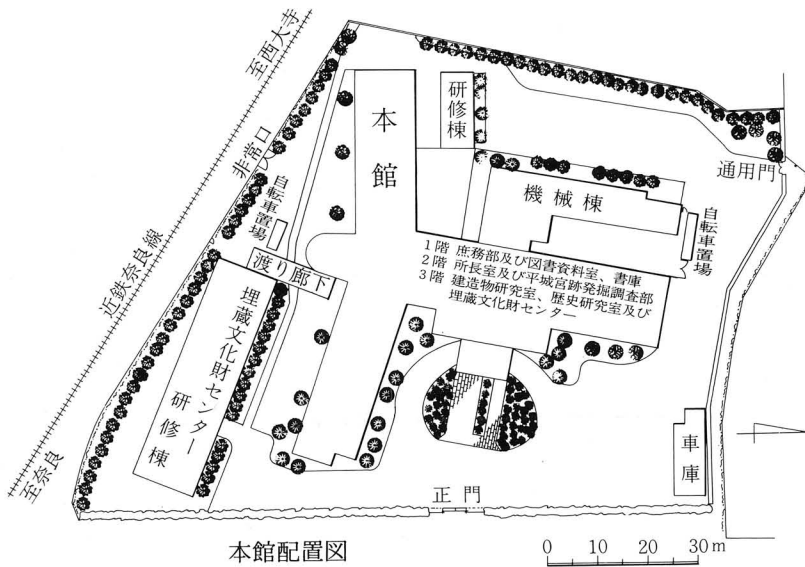 至西大寺
近鉄奈良線
至奈良
非常口
自転車置場
渡り廊下
埋蔵文化財センター
研修棟
本館
研修棟
機械棟
通用門
自転車置場
1階 庶務部及び図書資料室、書庫
2階 所長室及び平城宮跡発掘調査部
3階 建造物研究室、歴史研究室及び
埋蔵文化財センター
車庫
正門
本館配置図
0 10 20 30m